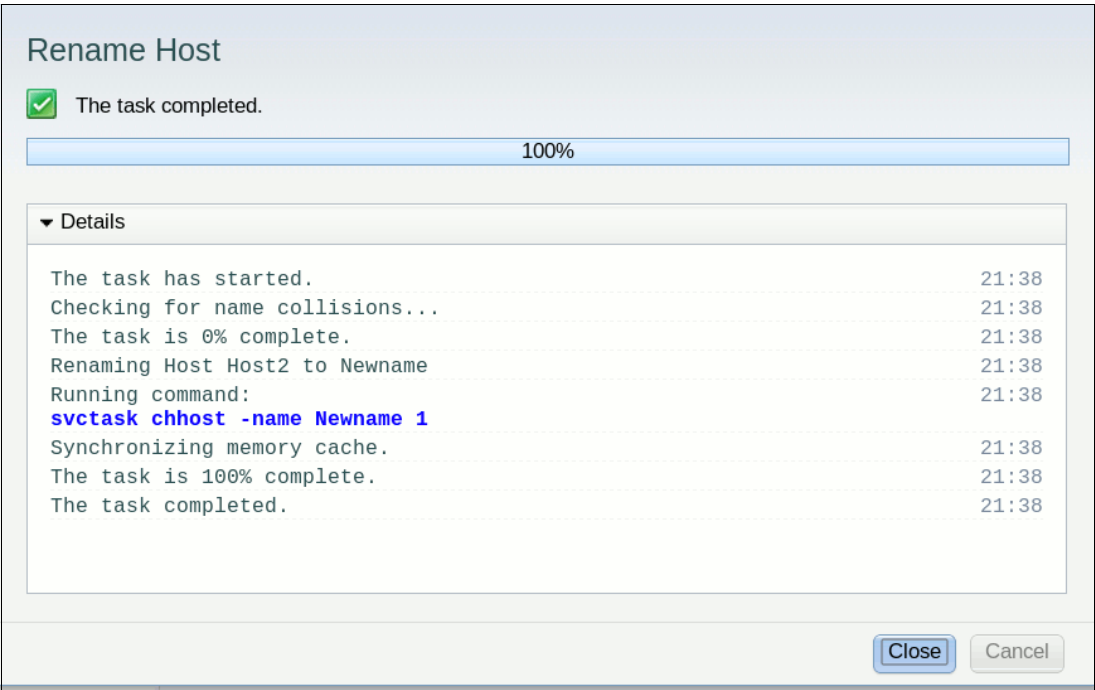 Rename Host
The task completed.
100%
Details
The task has started. 21:38
Checking for name collisions... 21:38
The task is 0% complete. 21:38
Renaming Host Host2 to Newname 21:38
Running command: 21:38
svctask chhost -name Newname 1
Synchronizing memory cache. 21:38
The task is 100% complete. 21:38
The task completed. 21:38
Close Cancel